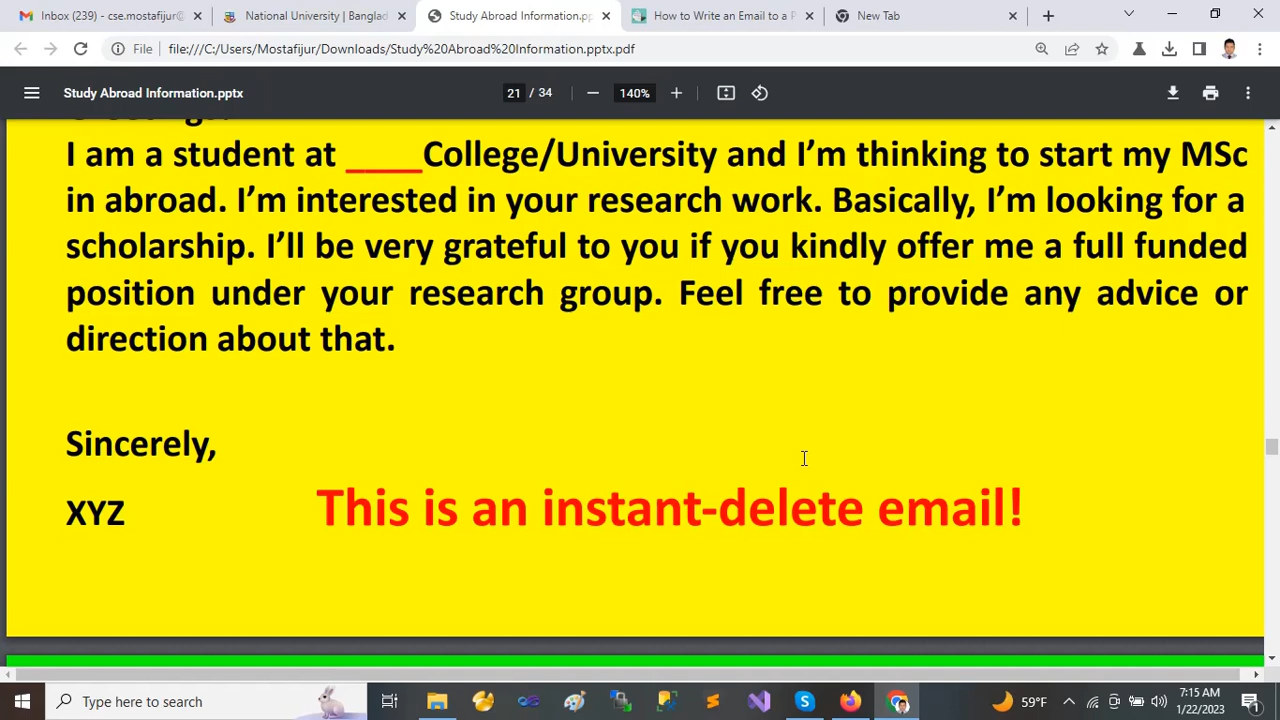 Inbox (239) - cse.mostafijur@
National University | Banglad
Study Abroad Information.pp
How to Write an Email to a P
New Tab
File
file:///C:/Users/Mostafijur/Downloads/Study%20Abroad%20Information.pptx.pdf
Study Abroad Information.pptx
21 / 34
140%
I am a student at ____College/University and I’m thinking to start my MSc
in abroad. I’m interested in your research work. Basically, I’m looking for a
scholarship. I’ll be very grateful to you if you kindly offer me a full funded
position under your research group. Feel free to provide any advice or
direction about that.
Sincerely,
XYZ
This is an instant-delete email!
Type here to search
59°F
7:15 AM
1/22/2023
1